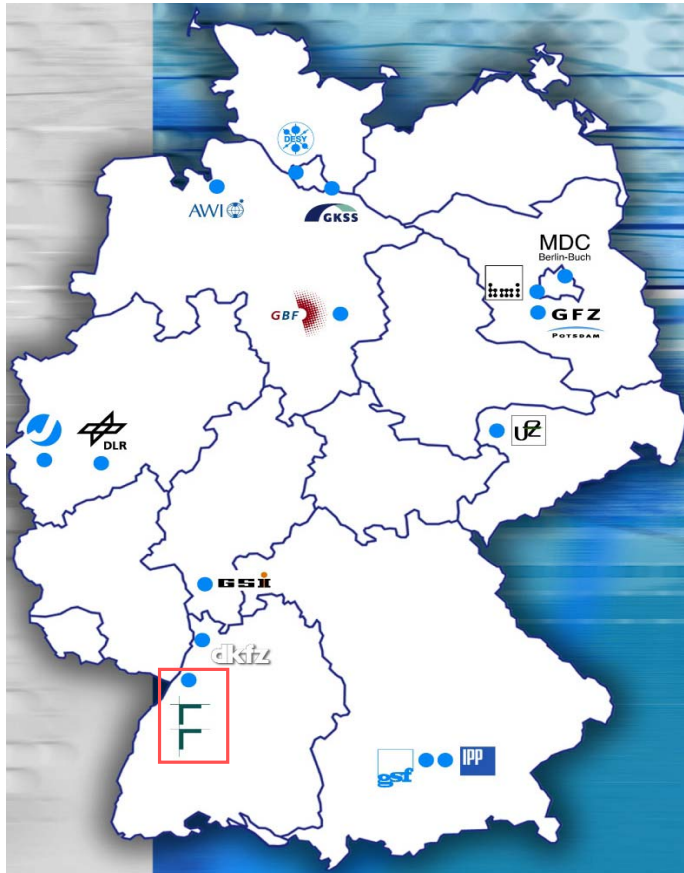 DESY
AWI
GKSS
MDC
Berlin-Buch
hmi
GBF
GFZ
POTSDAM
DLR
UFZ
GSI
dkfz
F
F
gsf
IPP